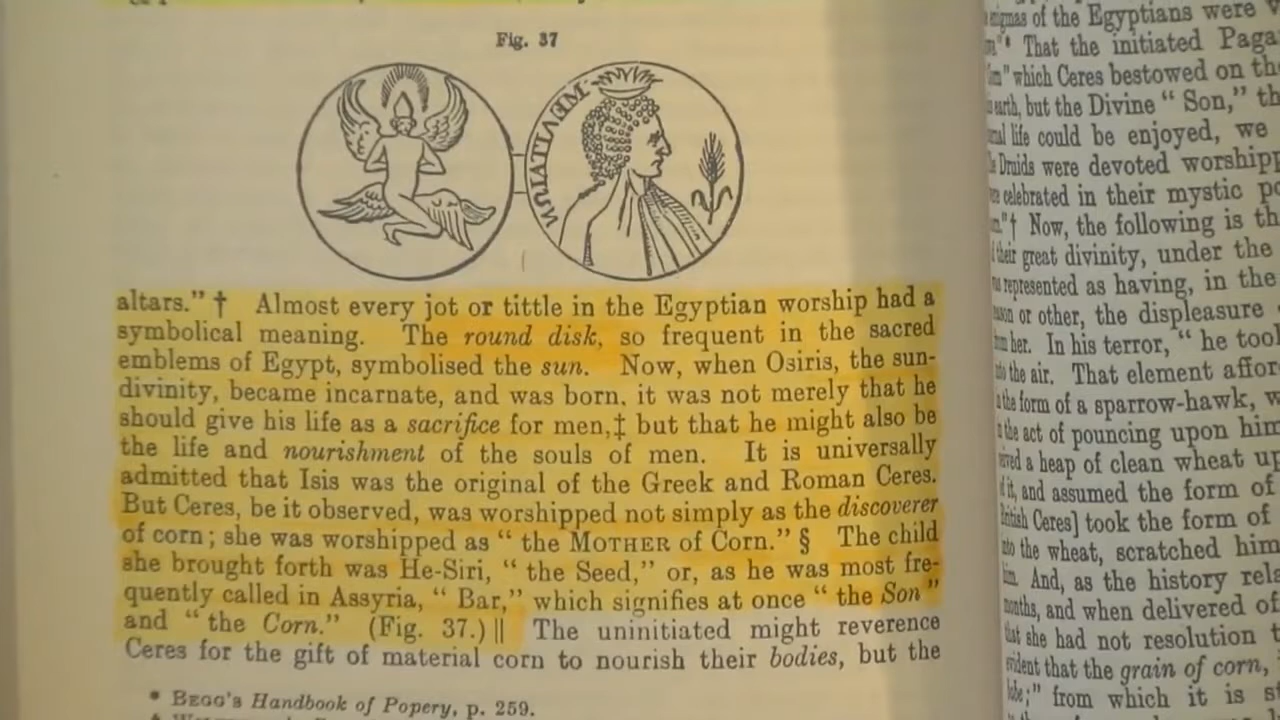 Fig. 37
altars." † Almost every jot or tittle in the Egyptian worship had a
symbolical meaning. The round disk, so frequent in the sacred
emblems of Egypt, symbolised the sun. Now, when Osiris, the sun-
divinity, became incarnate, and was born, it was not merely that he
should give his life as a sacrifice for men,‡ but that he might also be
the life and nourishment of the souls of men. It is universally
admitted that Isis was the original of the Greek and Roman Ceres.
But Ceres, be it observed, was worshipped not simply as the discoverer
of corn; she was worshipped as " the MOTHER of Corn." § The child
she brought forth was He-Siri, " the Seed," or, as he was most fre-
quently called in Assyria, " Bar," which signifies at once " the Son"
and " the Corn." (Fig. 37.) || The uninitiated might reverence
Ceres for the gift of material corn to nourish their bodies, but the
* BEGG'S Handbook of Popery, p. 259.
of the Egyptians were
"* That the initiated
which Ceres bestowed on
earth, but the Divine " Son,"
life could be enjoyed, we
Druids were devoted
celebrated in their mystic
"† Now, the following is
their great divinity, under the
represented as having, in the
or other, the displeasure
her. In his terror, " he
the air. That element
the form of a sparrow-hawk,
the act of pouncing upon
a heap of clean wheat
it, and assumed the form of
Ceres] took the form of
the wheat, scratched
And, as the history
months, and when delivered of
that she had not resolution
evident that the grain of corn,
from which it is